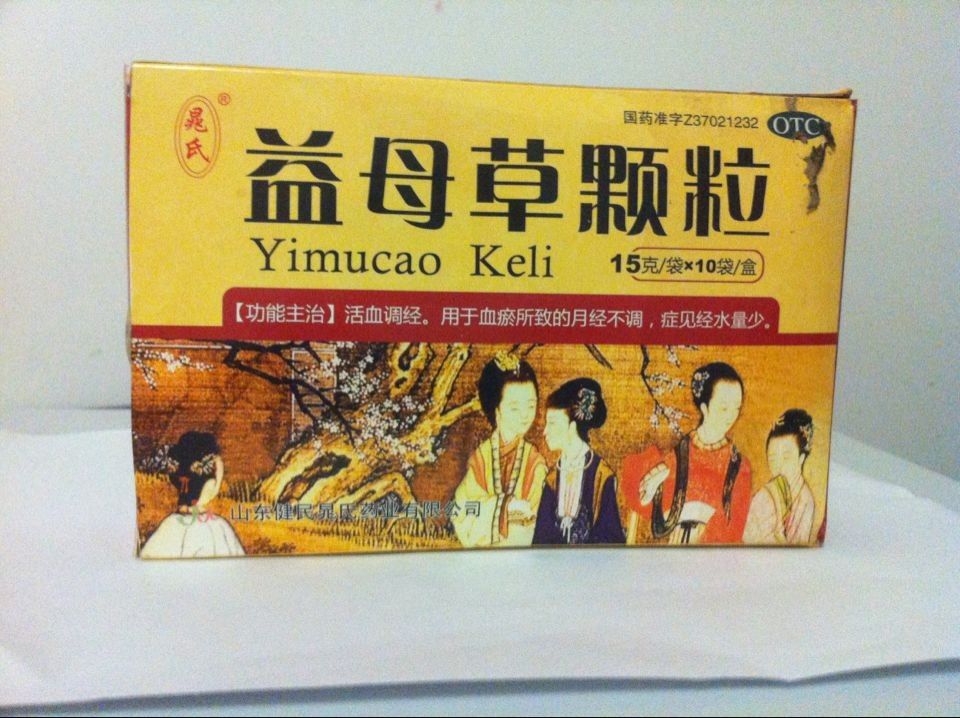 晁氏®
国药准字Z37021232 OTC
益母草颗粒
Yimucao Keli
15克/袋×10袋/盒
【功能主治】活血调经。用于血瘀所致的月经不调，症见经水量少。
山东健民晁氏药业有限公司